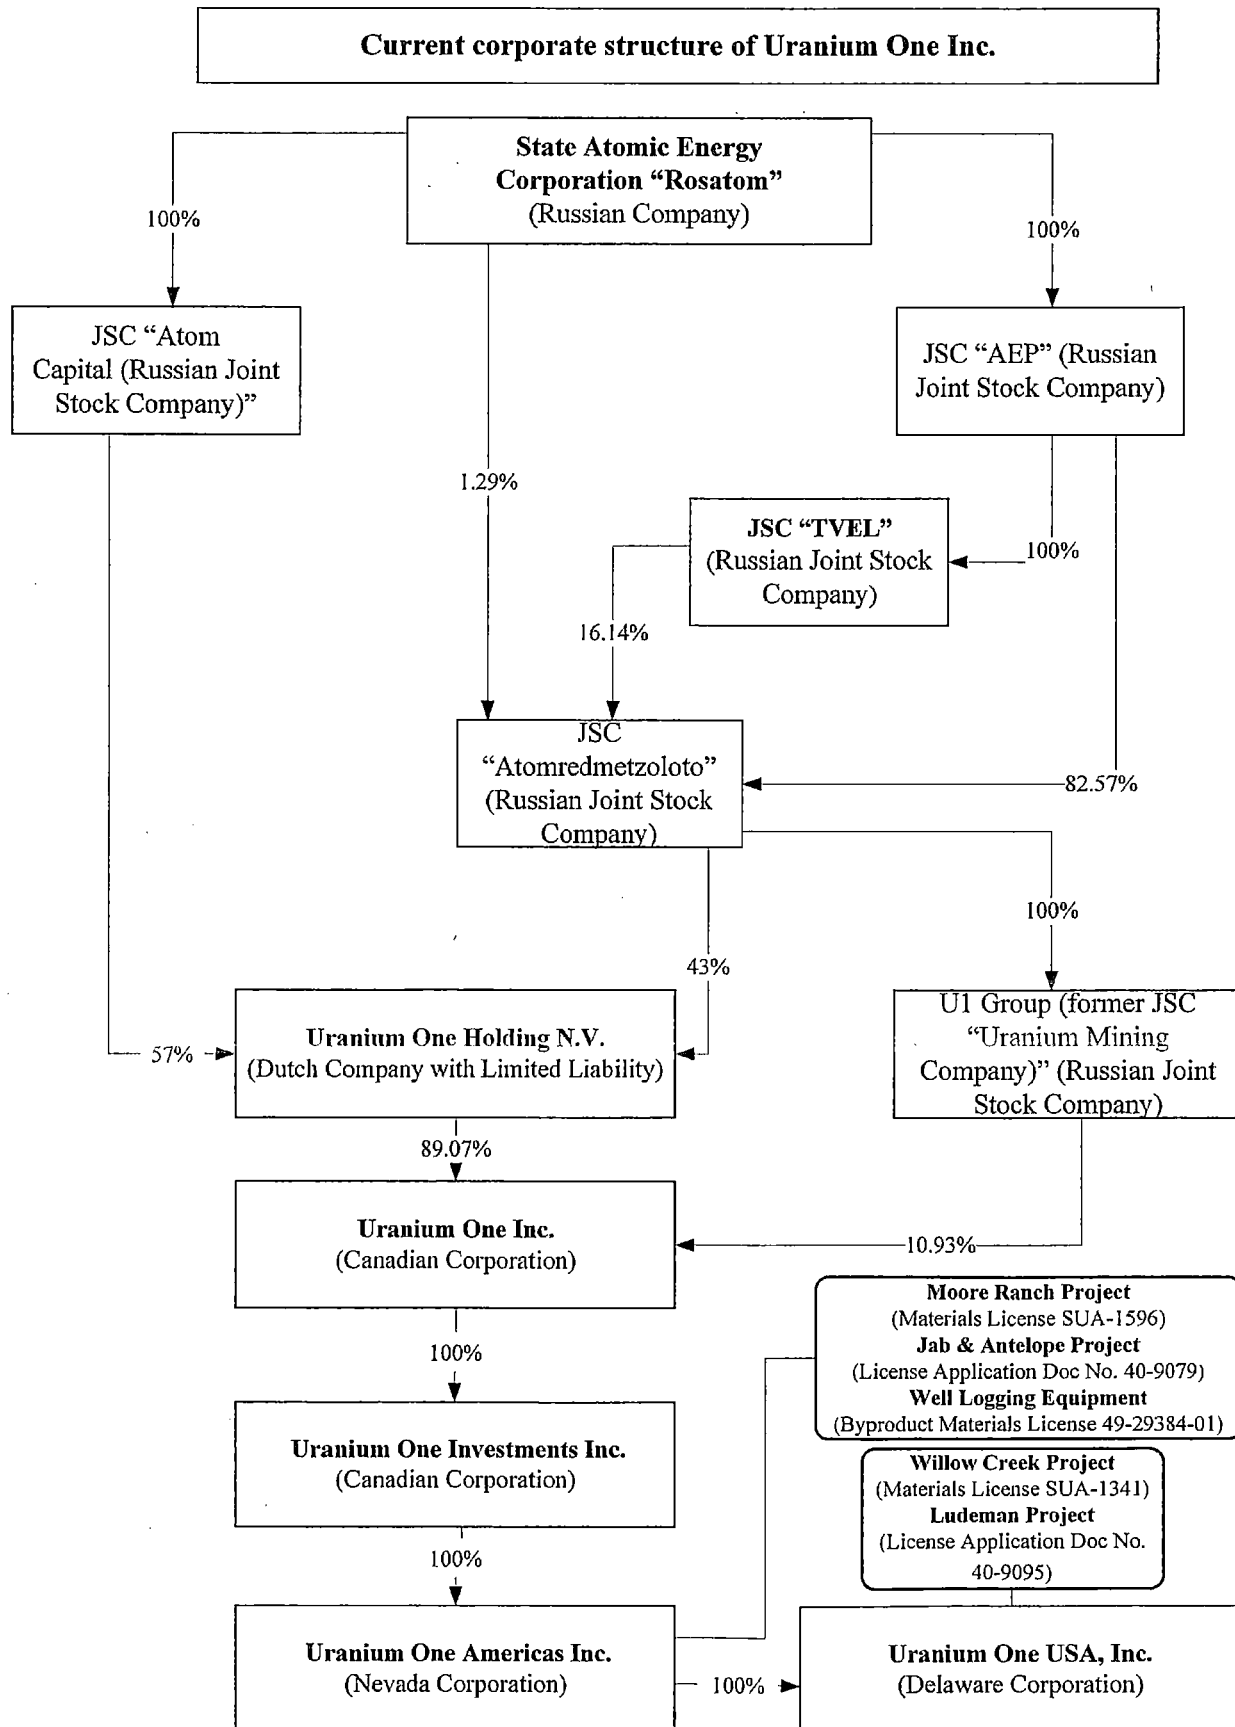 Current corporate structure of Uranium One Inc.
State Atomic Energy
Corporation “Rosatom”
(Russian Company)
100%
100%
JSC “Atom
Capital (Russian Joint
Stock Company)”
JSC “AEP” (Russian
Joint Stock Company)
1.29%
JSC “TVEL”
(Russian Joint Stock
Company)
100%
16.14%
JSC
“Atomredmetzoloto”
(Russian Joint Stock
Company)
82.57%
100%
43%
U1 Group (former JSC
“Uranium Mining
Company)” (Russian Joint
Stock Company)
57%
Uranium One Holding N.V.
(Dutch Company with Limited Liability)
89.07%
Uranium One Inc.
(Canadian Corporation)
10.93%
Moore Ranch Project
(Materials License SUA-1596)
Jab & Antelope Project
(License Application Doc No. 40-9079)
Well Logging Equipment
(Byproduct Materials License 49-29384-01)
100%
Uranium One Investments Inc.
(Canadian Corporation)
Willow Creek Project
(Materials License SUA-1341)
Ludeman Project
(License Application Doc No.
40-9095)
100%
Uranium One Americas Inc.
(Nevada Corporation)
100%
Uranium One USA, Inc.
(Delaware Corporation)